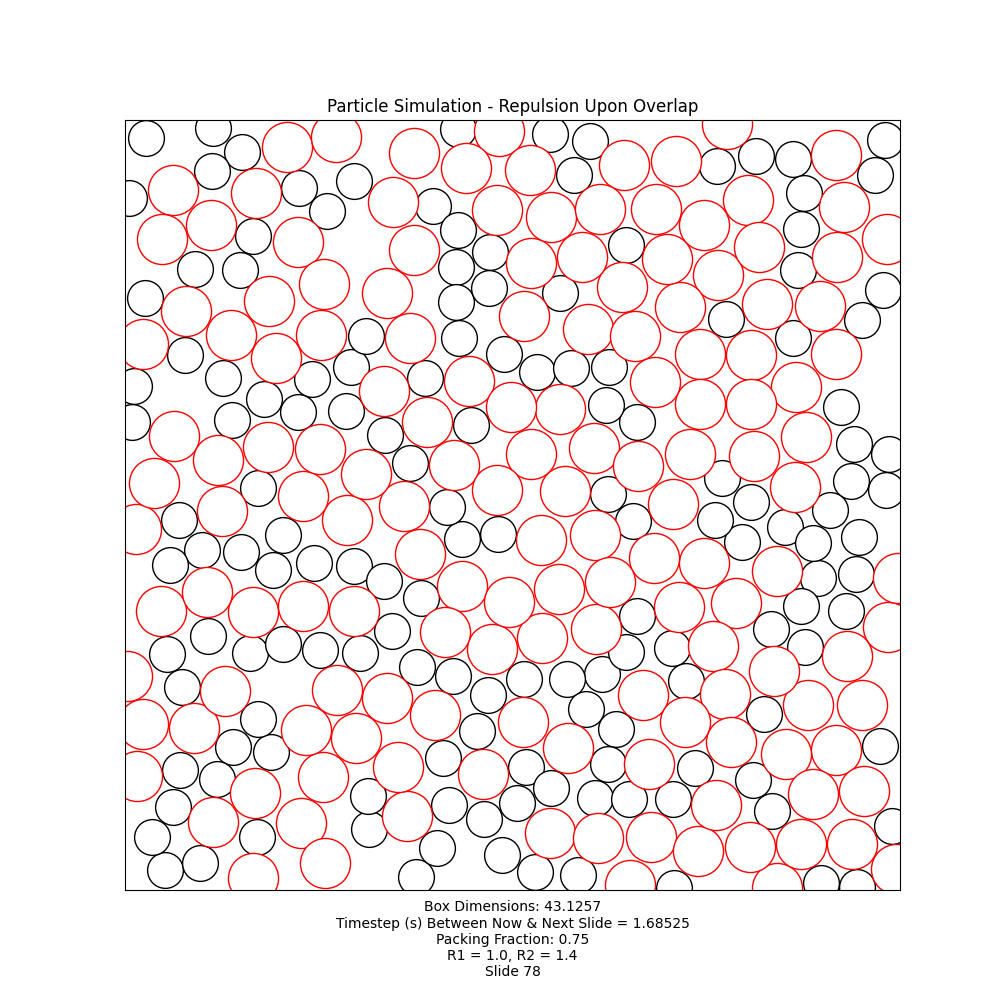 Particle Simulation - Repulsion Upon Overlap
Box Dimensions: 43.1257
Timestep (s) Between Now & Next Slide = 1.68525
Packing Fraction: 0.75
R1 = 1.0, R2 = 1.4
Slide 78